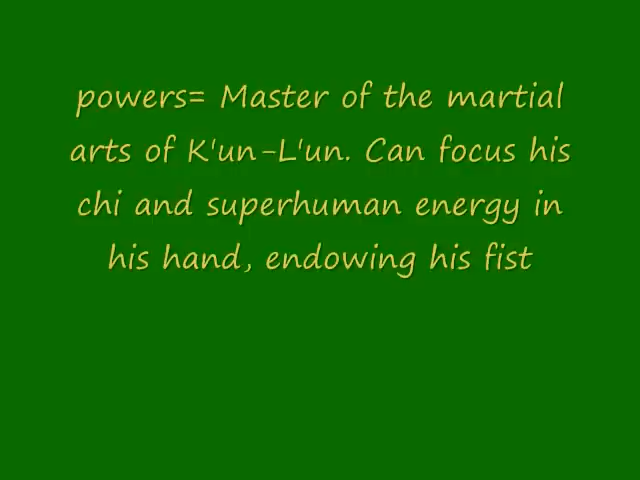 powers= Master of the martial
arts of K'un-L'un. Can focus his
chi and superhuman energy in
his hand, endowing his fist